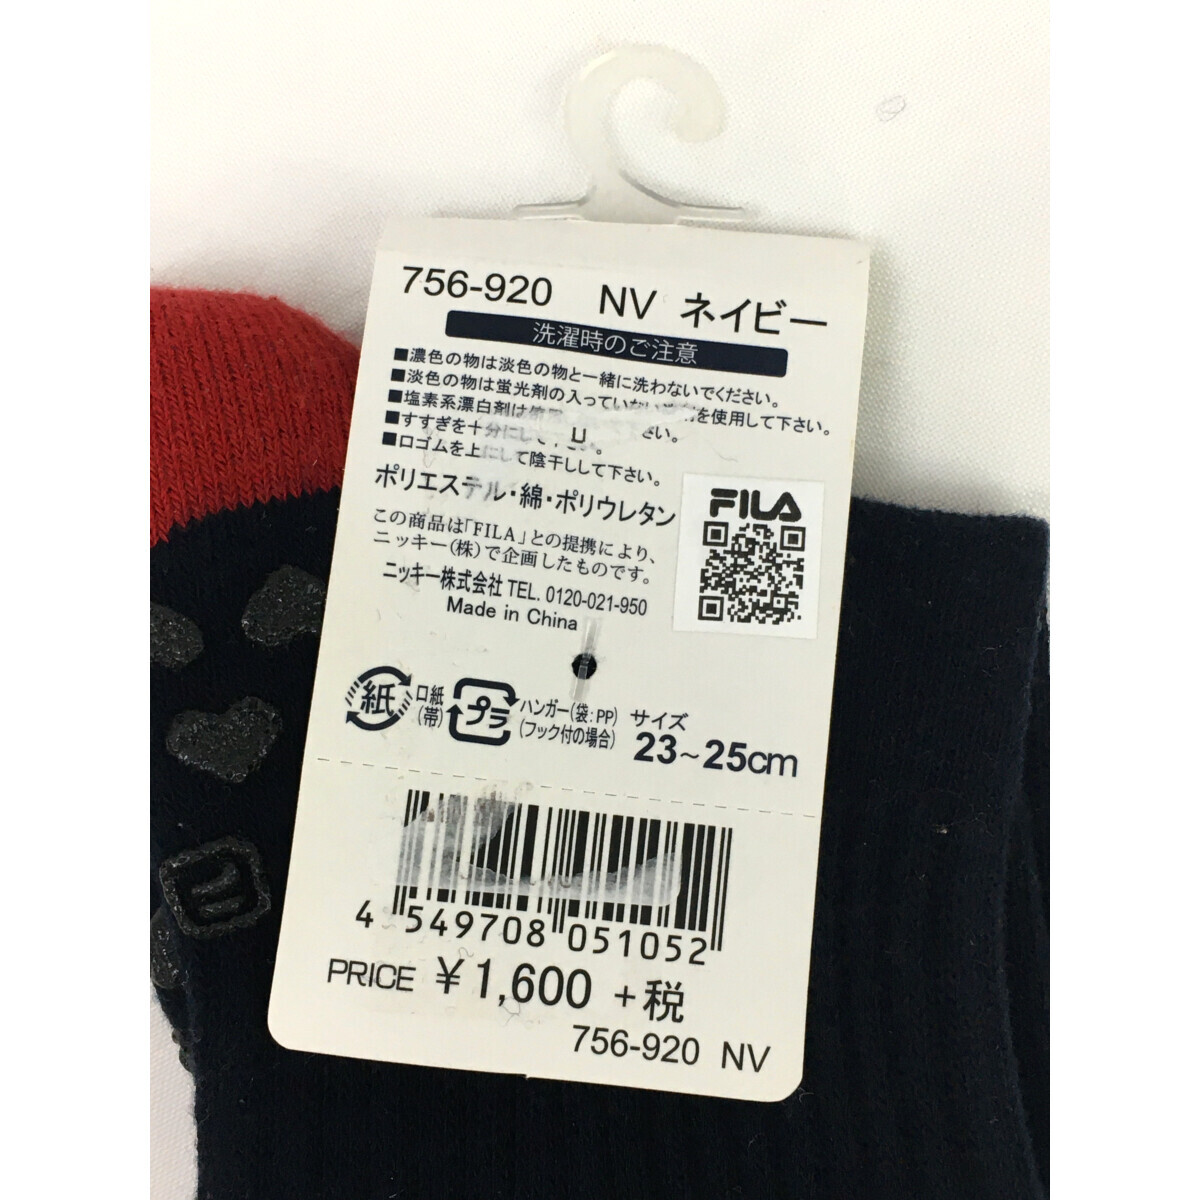 756-920 NV ネイビー
洗濯時のご注意
■濃色の物は淡色の物と一緒に洗わないでください。
■淡色の物は蛍光剤の入っていない を使用して下さい。
■塩素系漂白剤は さい。
■すすぎを十分にして
■口ゴムを上にして陰干しして下さい。
ポリエステル・綿・ポリウレタン
この商品は「FILA」との提携により、
ニッキー(株)で企画したものです。
ニッキー株式会社 TEL. 0120-021-950
Made in China
FILA
紙 口紙(帯) プラ ハンガー(袋:PP)(フック付の場合)
サイズ
23~25cm
4 549708 051052
PRICE ¥1,600 +税
756-920 NV